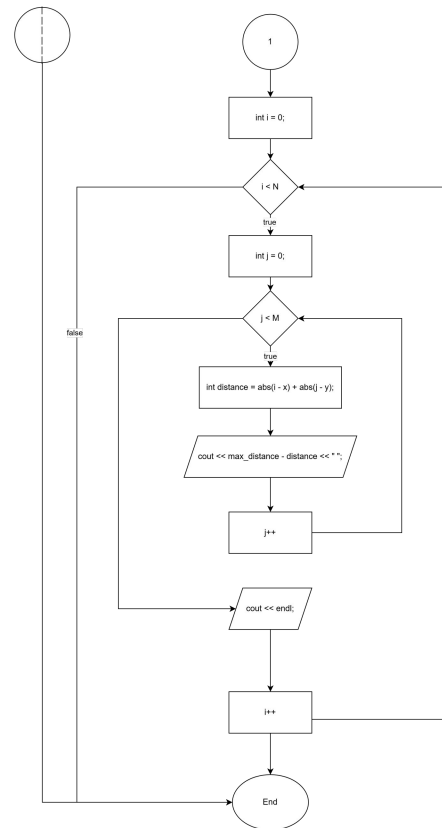 1
int i = 0;
i < N
true
int j = 0;
j < M
false
true
int distance = abs(i - x) + abs(j - y);
cout << max_distance - distance << " ";
j++
cout << endl;
i++
End